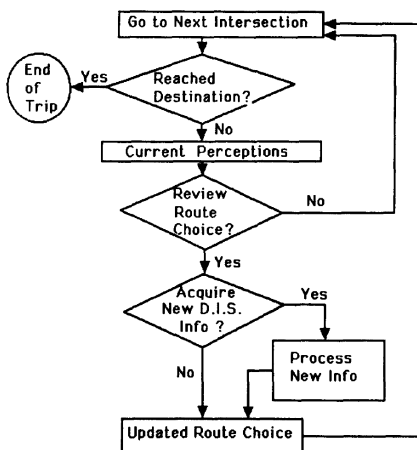 Go to Next Intersection
End
of
Trip
Yes
Reached
Destination?
No
Current Perceptions
Review
Route
Choice?
No
Yes
Acquire
New D.I.S.
Info ?
Yes
No
Process
New Info
Updated Route Choice